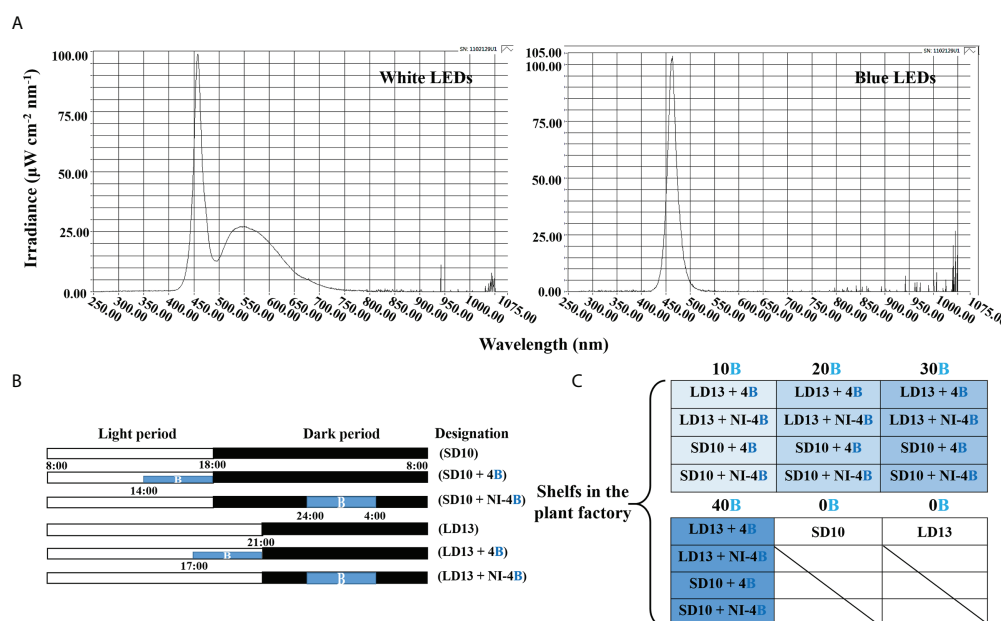 A
SN: 1102129U1
White LEDs
100.00
75.00
50.00
25.00
0.00
250.00 300.00 350.00 400.00 450.00 500.00 550.00 600.00 650.00 700.00 750.00 800.00 850.00 900.00 950.00 1000.00 1075.00
Irradiance (µW cm⁻² nm⁻¹)
SN: 1102129U1
Blue LEDs
105.00
100.00
75.00
50.00
25.00
0.00
250.00 300.00 350.00 400.00 450.00 500.00 550.00 600.00 650.00 700.00 750.00 800.00 850.00 900.00 950.00 1000.00 1075.00
Wavelength (nm)
B
Light period Dark period Designation
(SD10)
8:00 18:00 8:00
B (SD10 + 4B)
14:00
B (SD10 + NI-4B)
24:00 4:00
(LD13)
21:00
B (LD13 + 4B)
17:00
B (LD13 + NI-4B)
C
Shelfs in the
plant factory
10B 20B 30B
LD13 + 4B LD13 + 4B LD13 + 4B
LD13 + NI-4B LD13 + NI-4B LD13 + NI-4B
SD10 + 4B SD10 + 4B SD10 + 4B
SD10 + NI-4B SD10 + NI-4B SD10 + NI-4B
40B 0B 0B
LD13 + 4B SD10 LD13
LD13 + NI-4B
SD10 + 4B
SD10 + NI-4B